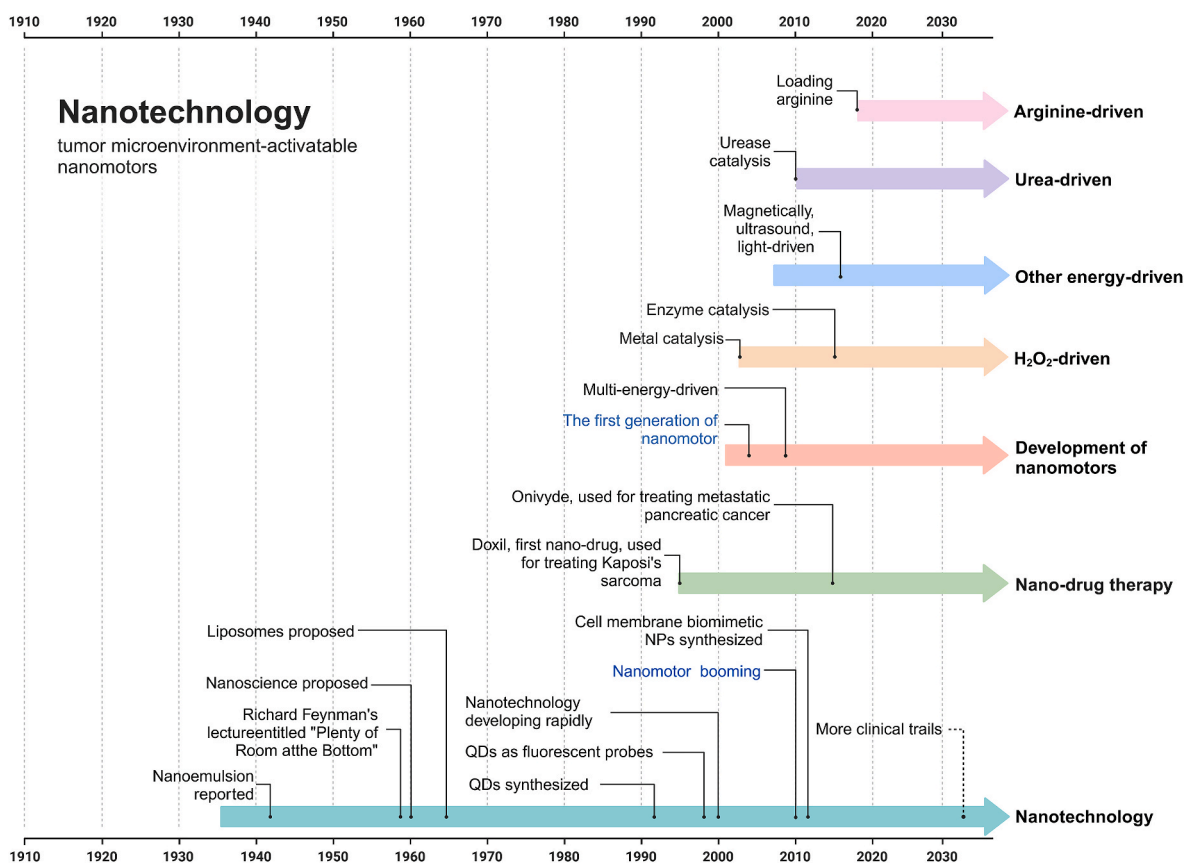 1910 1920 1930 1940 1950 1960 1970 1980 1990 2000 2010 2020 2030
Nanotechnology
tumor microenvironment-activatable
nanomotors
Loading
arginine
Arginine-driven
Urease
catalysis
Urea-driven
Magnetically,
ultrasound,
light-driven
Other energy-driven
Enzyme catalysis
Metal catalysis
H₂O₂-driven
Multi-energy-driven
The first generation of
nanomotor
Development of
nanomotors
Onivyde, used for treating metastatic
pancreatic cancer
Doxil, first nano-drug, used
for treating Kaposi's
sarcoma
Nano-drug therapy
Liposomes proposed
Nanoscience proposed
Richard Feynman's
lectureentitled "Plenty of
Room atthe Bottom"
Nanoemulsion
reported
Cell membrane biomimetic
NPs synthesized
Nanomotor booming
Nanotechnology
developing rapidly
QDs as fluorescent probes
QDs synthesized
More clinical trails
Nanotechnology
1910 1920 1930 1940 1950 1960 1970 1980 1990 2000 2010 2020 2030